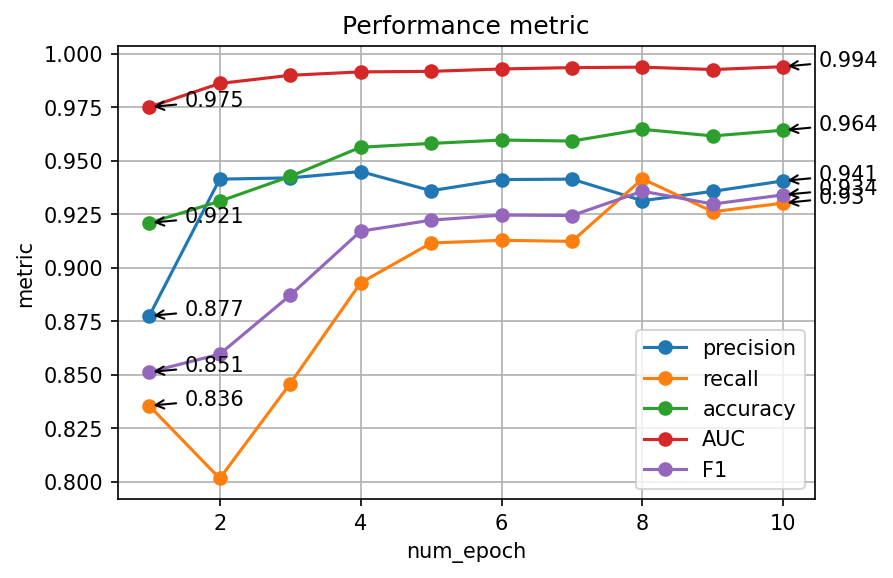 Performance metric
1.000
0.975
0.950
0.925
0.900
0.875
0.850
0.825
0.800
metric
0.975
0.921
0.877
0.851
0.836
0.994
0.964
0.941
0.934
0.93
precision
recall
accuracy
AUC
F1
2 4 6 8 10
num_epoch